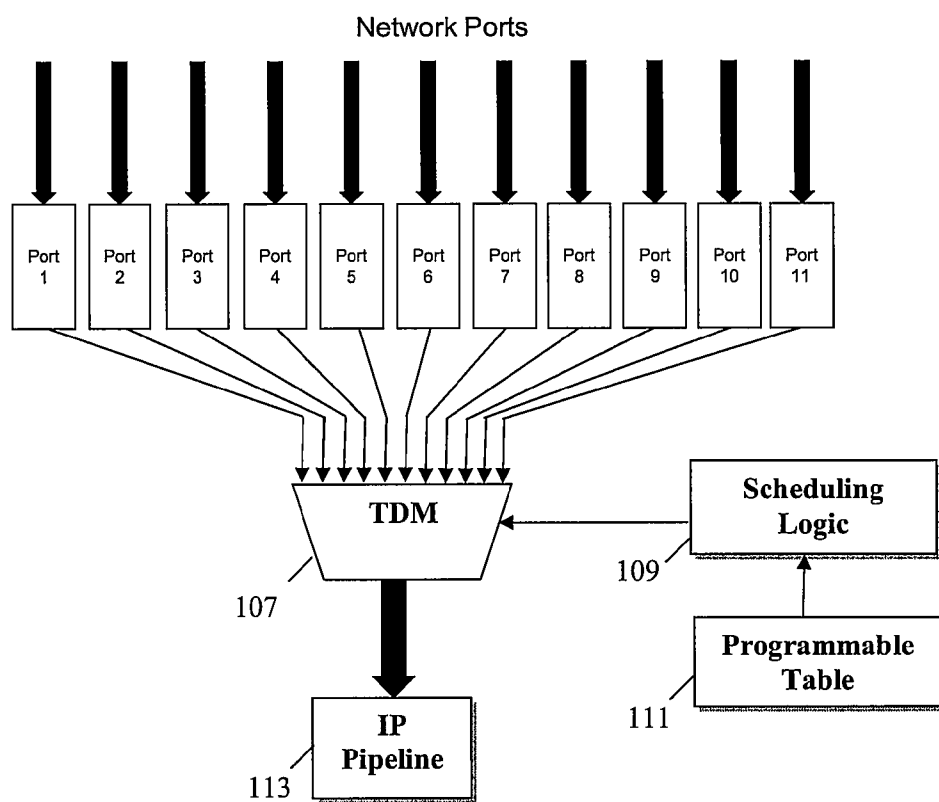 Network Ports
Port
1
Port
2
Port
3
Port
4
Port
5
Port
6
Port
7
Port
8
Port
9
Port
10
Port
11
TDM
107
Scheduling
Logic
109
Programmable
Table
111
IP
Pipeline
113